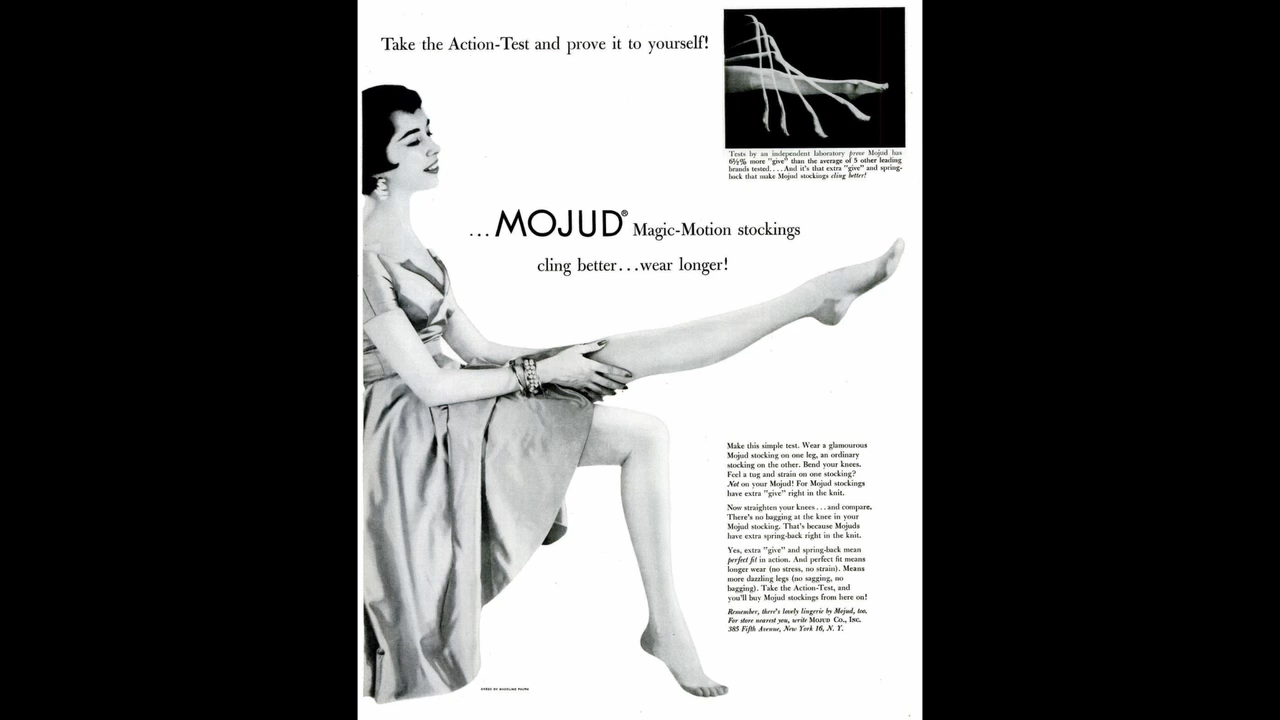 Take the Action-Test and prove it to yourself!
Tests by an independent laboratory prove Mojud has
6½% more "give" than the average of 5 other leading
brands tested....And it's that extra "give" and spring-
back that make Mojud stockings cling better!
...MOJUD® Magic-Motion stockings
cling better...wear longer!
Make this simple test. Wear a glamourous
Mojud stocking on one leg, an ordinary
stocking on the other. Bend your knees.
Feel a tug and strain on one stocking?
Not on your Mojud! For Mojud stockings
have extra "give" right in the knit.
Now straighten your knees...and compare.
There's no bagging at the knee in your
Mojud stocking. That's because Mojuds
have extra spring-back right in the knit.
Yes, extra "give" and spring-back mean
perfect fit in action. And perfect fit means
longer wear (no stress, no strain). Means
more dazzling legs (no sagging, no
bagging). Take the Action-Test, and
you'll buy Mojud stockings from here on!
Remember, there's lovely lingerie by Mojud, too.
For store nearest you, write MOJUD CO., INC.
385 Fifth Avenue, New York 16, N. Y.
DRESS BY MADELINE